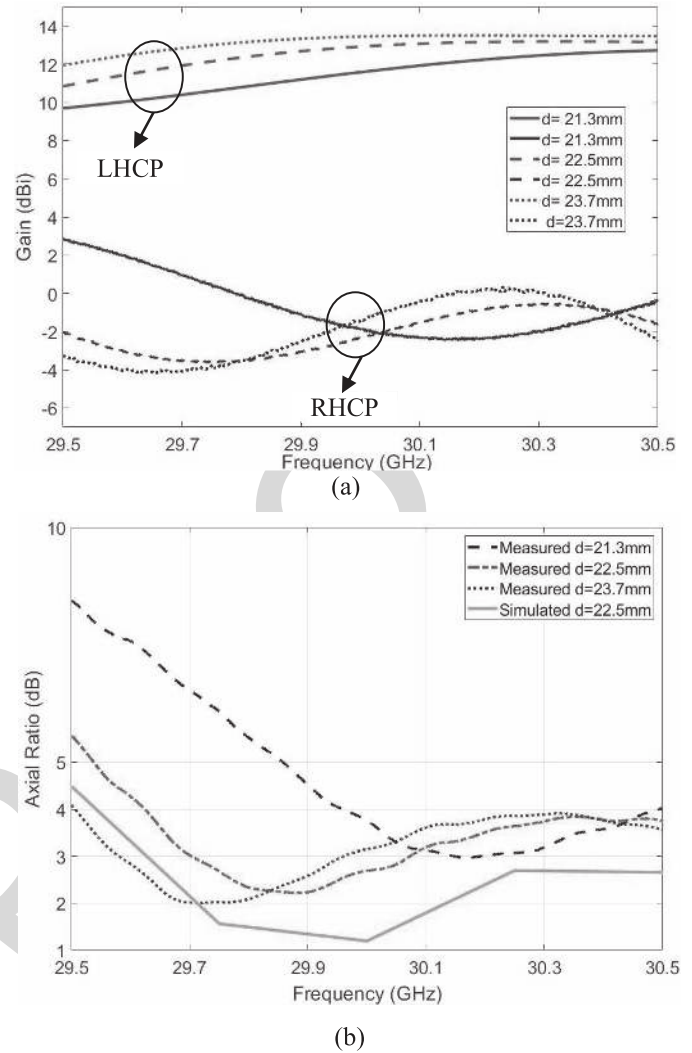 14
12
10
8
6
4
2
0
-2
-4
-6
Gain (dBi)
LHCP
RHCP
d= 21.3mm
d= 21.3mm
d= 22.5mm
d= 22.5mm
d= 23.7mm
d=23.7mm
29.5 29.7 29.9 30.1 30.3 30.5
Frequency (GHz)
(a)
10
5
4
3
2
1
Axial Ratio (dB)
Measured d=21.3mm
Measured d=22.5mm
Measured d=23.7mm
Simulated d=22.5mm
29.5 29.7 29.9 30.1 30.3 30.5
Frequency (GHz)
(b)